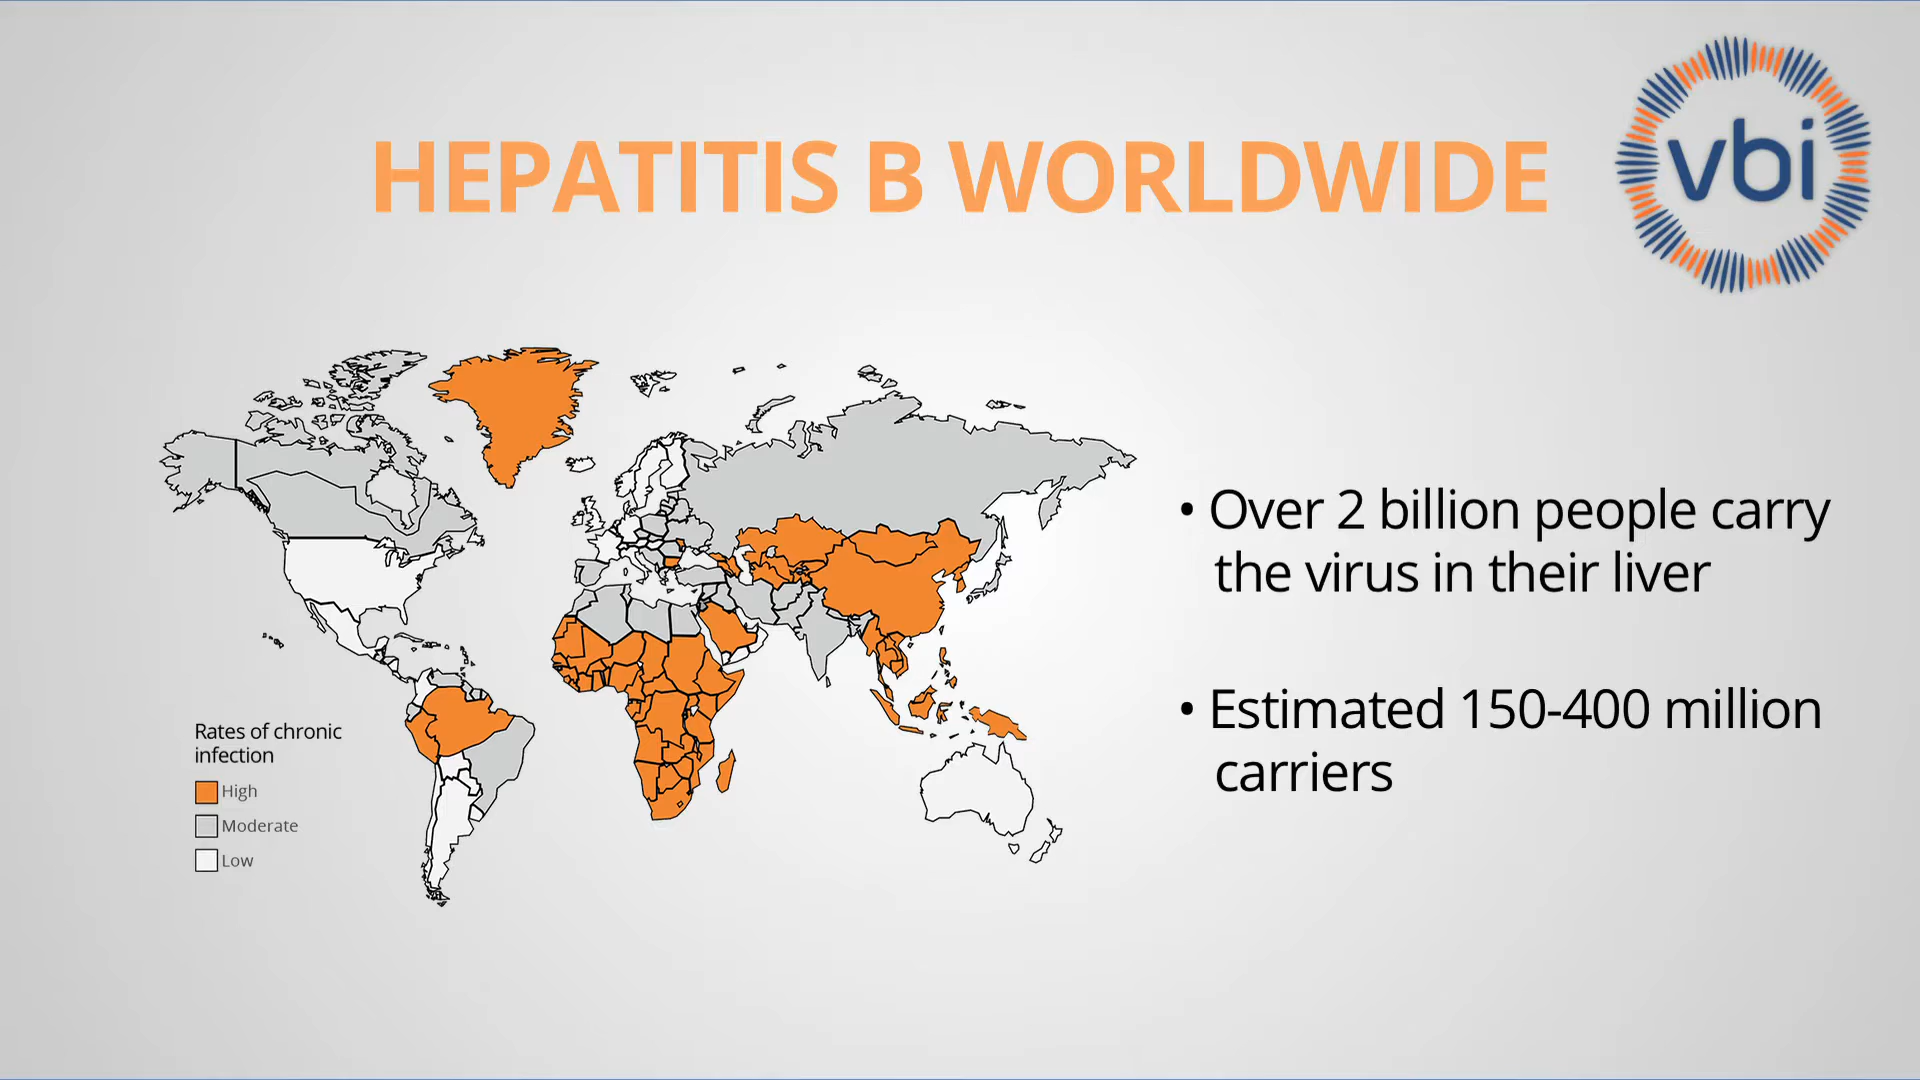 HEPATITIS B WORLDWIDE
vbi
• Over 2 billion people carry
the virus in their liver
• Estimated 150-400 million
carriers
Rates of chronic
infection
High
Moderate
Low